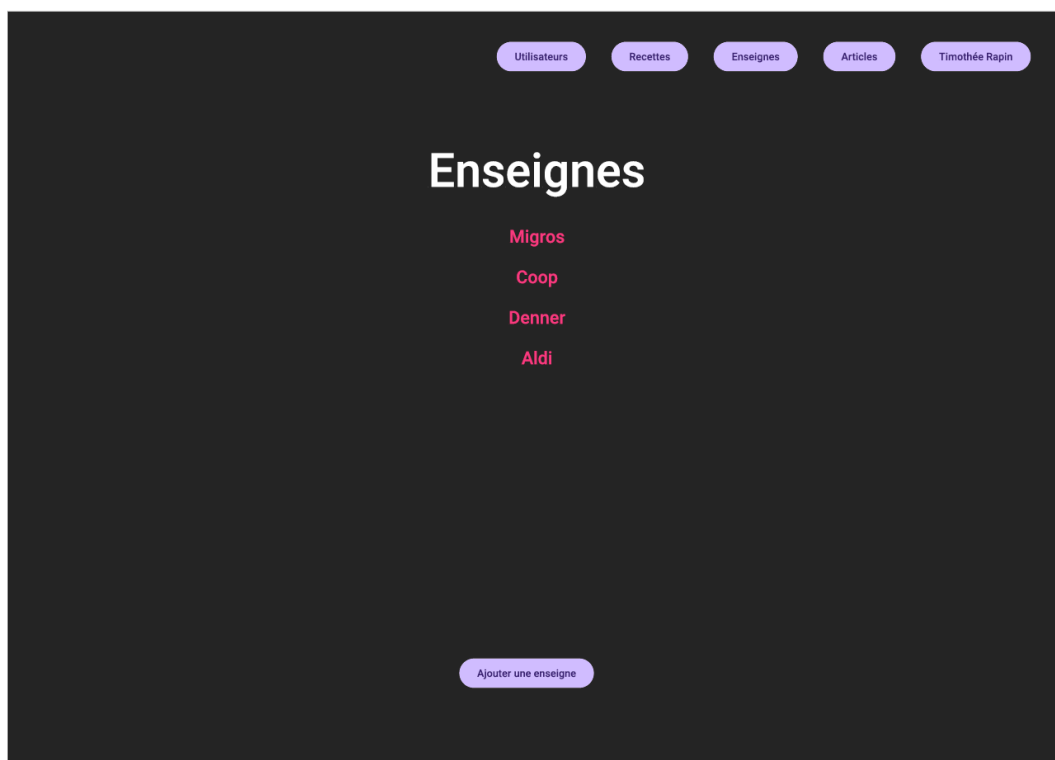 Utilisateurs Recettes Enseignes Articles Timothée Rapin
Enseignes
Migros
Coop
Denner
Aldi
Ajouter une enseigne